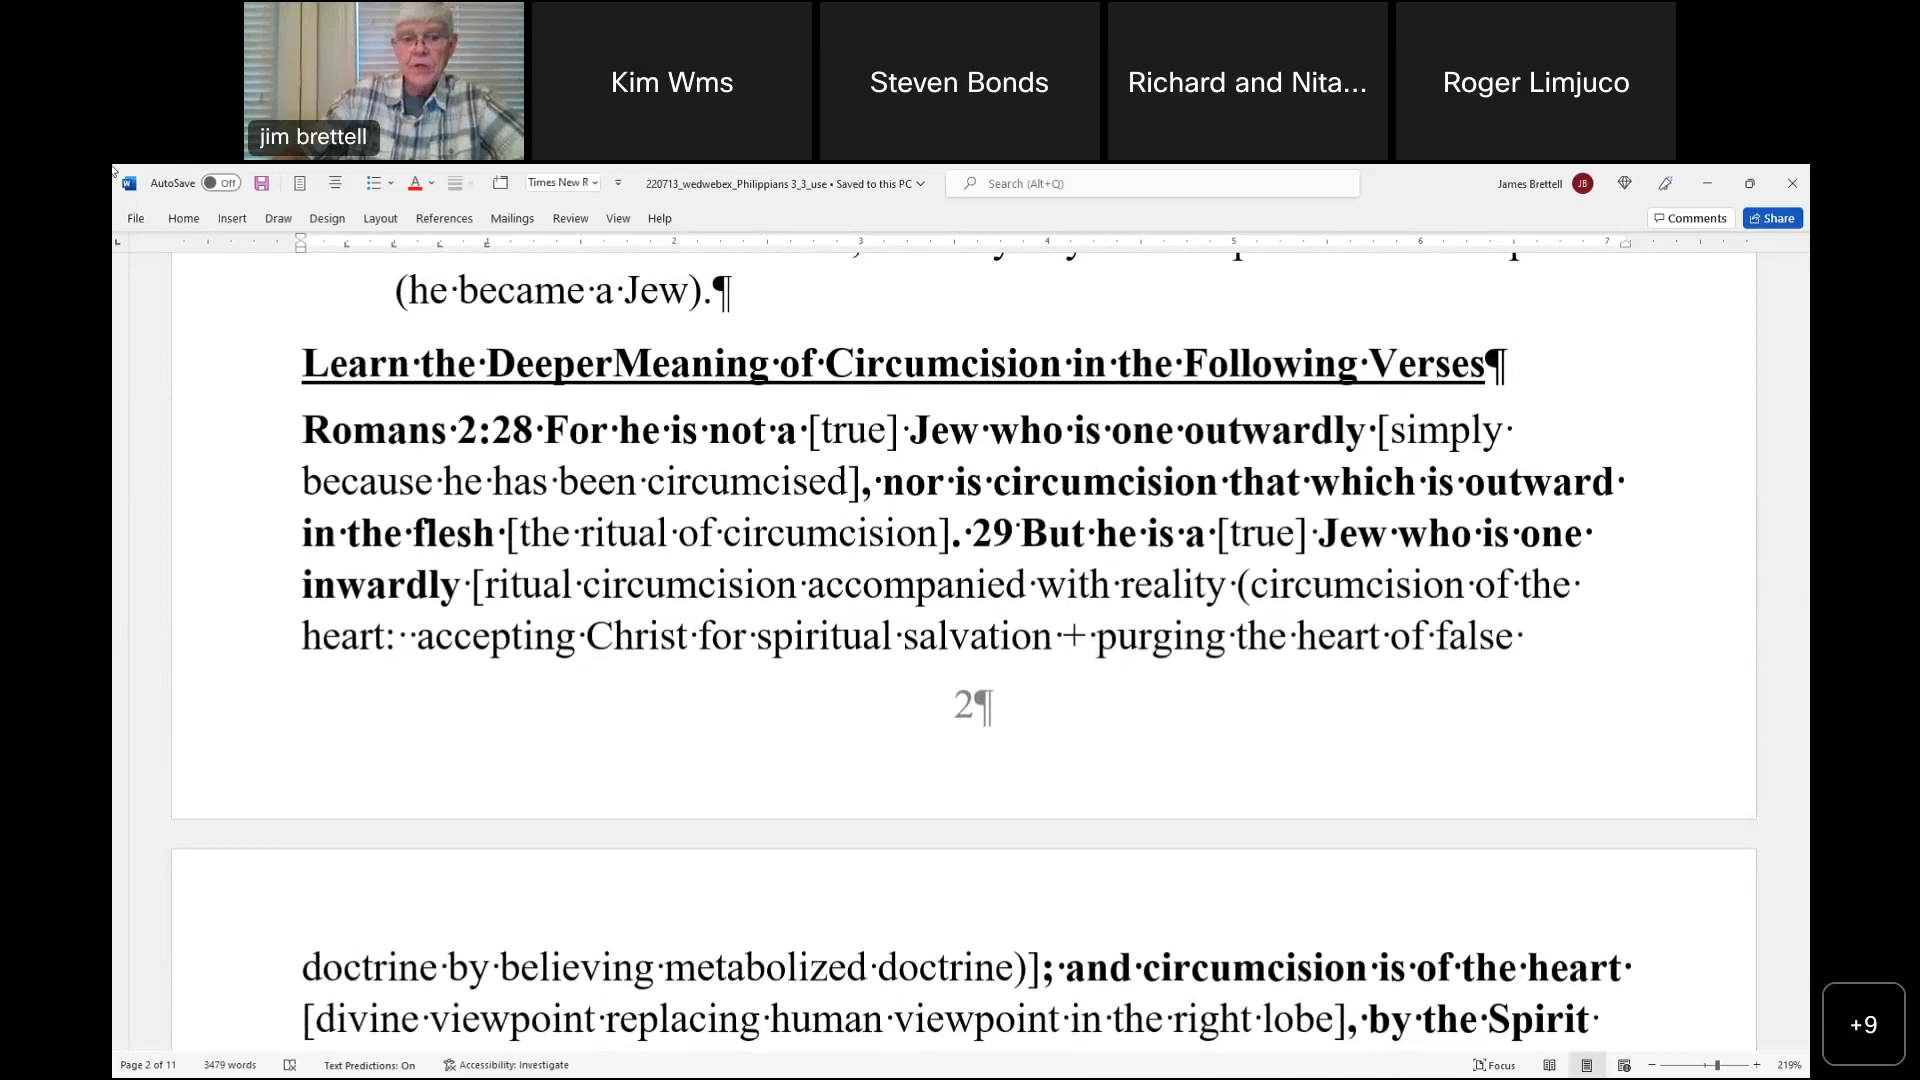 jim brettell
Kim Wms
Steven Bonds
Richard and Nita...
Roger Limjuco
AutoSave Off
Times New R
220713_wedwebex_Philippians 3_3_use • Saved to this PC
Search (Alt+Q)
James Brettell JB
File Home Insert Draw Design Layout References Mailings Review View Help
Comments Share
2 3 4 5 6 7
(he·became·a·Jew).¶
Learn·the·DeeperMeaning·of·Circumcision·in·the·Following·Verses¶
Romans·2:28·For·he·is·not·a·[true]·Jew·who·is·one·outwardly·[simply·
because·he·has·been·circumcised],·nor·is·circumcision·that·which·is·outward·
in·the·flesh·[the·ritual·of·circumcision].·29·But·he·is·a·[true]·Jew·who·is·one·
inwardly·[ritual·circumcision·accompanied·with·reality·(circumcision·of·the·
heart:··accepting·Christ·for·spiritual·salvation·+·purging·the·heart·of·false·
2¶
doctrine·by·believing·metabolized·doctrine)];·and·circumcision·is·of·the·heart·
[divine·viewpoint·replacing·human·viewpoint·in·the·right·lobe],·by·the·Spirit·
+9
Page 2 of 11 3479 words Text Predictions: On Accessibility: Investigate Focus 219%